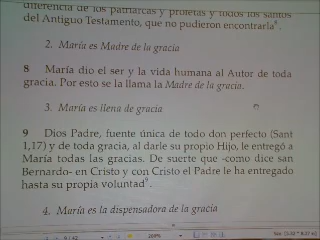 diferencia de los patriarcas y profetas y todos los santos
del Antiguo Testamento, que no pudieron encontrarla⁸.
2. María es Madre de la gracia
8 María dio el ser y la vida humana al Autor de toda
gracia. Por esto se la llama la Madre de la gracia.
3. María es llena de gracia
9 Dios Padre, fuente única de todo don perfecto (Sant
1,17) y de toda gracia, al darle su propio Hijo, le entregó a
María todas las gracias. De suerte que -como dice san
Bernardo- en Cristo y con Cristo el Padre le ha entregado
hasta su propia voluntad⁹.
4. María es la dispensadora de la gracia